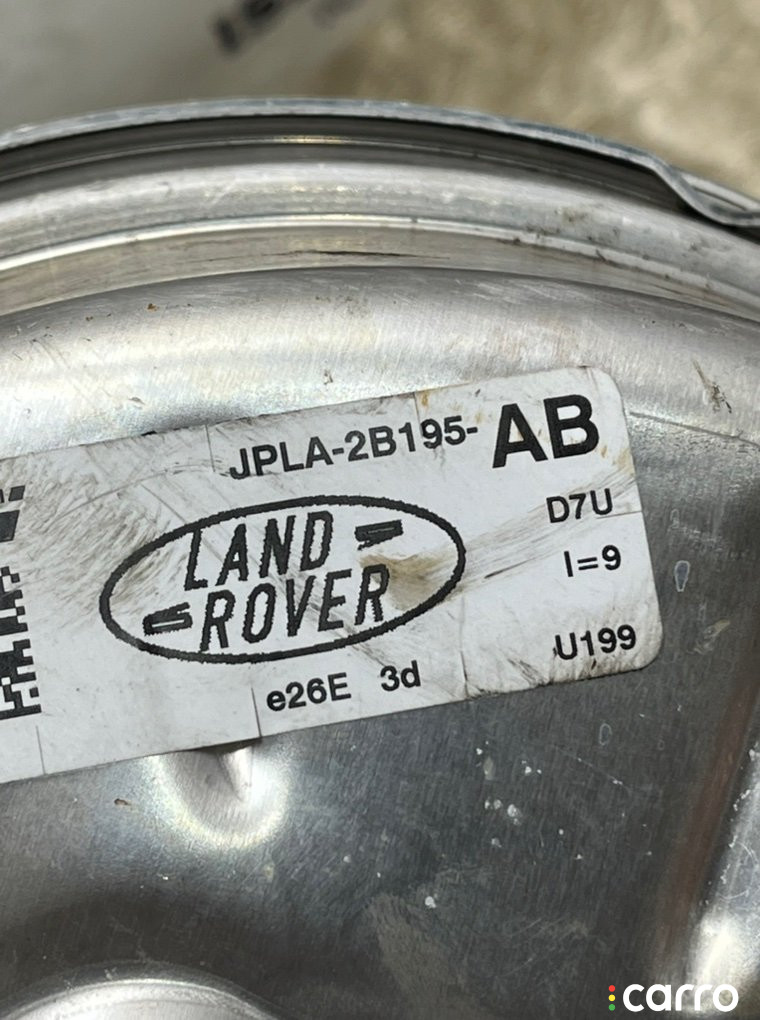 JPLA-2B195-AB
D7U
LAND
ROVER
I=9
U199
e26E 3d
carro